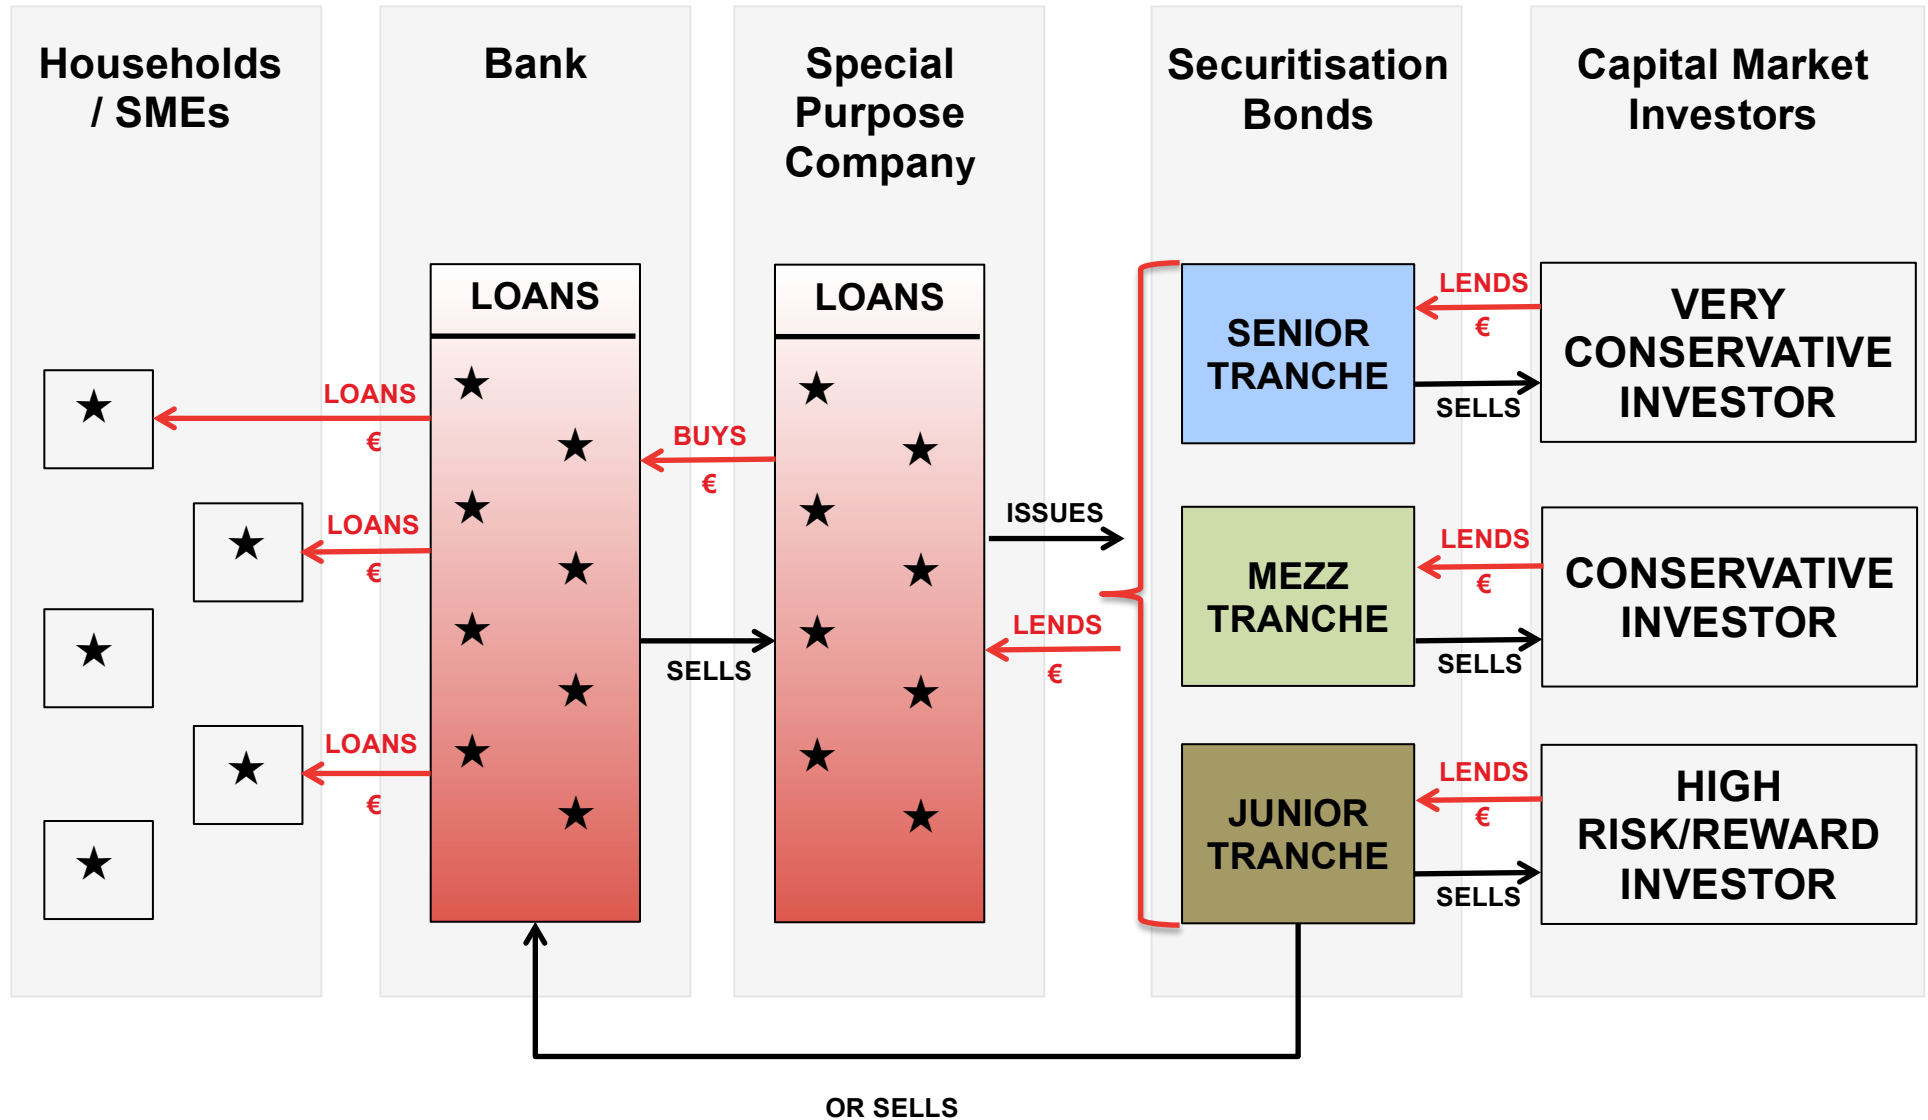 Households
/ SMEs
Bank
Special
Purpose
Company
Securitisation
Bonds
Capital Market
Investors
LOANS
LOANS
LOANS
€
LOANS
€
LOANS
€
BUYS
€
SELLS
ISSUES
LENDS
€
SENIOR
TRANCHE
LENDS
€
SELLS
VERY
CONSERVATIVE
INVESTOR
MEZZ
TRANCHE
LENDS
€
SELLS
CONSERVATIVE
INVESTOR
JUNIOR
TRANCHE
LENDS
€
SELLS
HIGH
RISK/REWARD
INVESTOR
OR SELLS